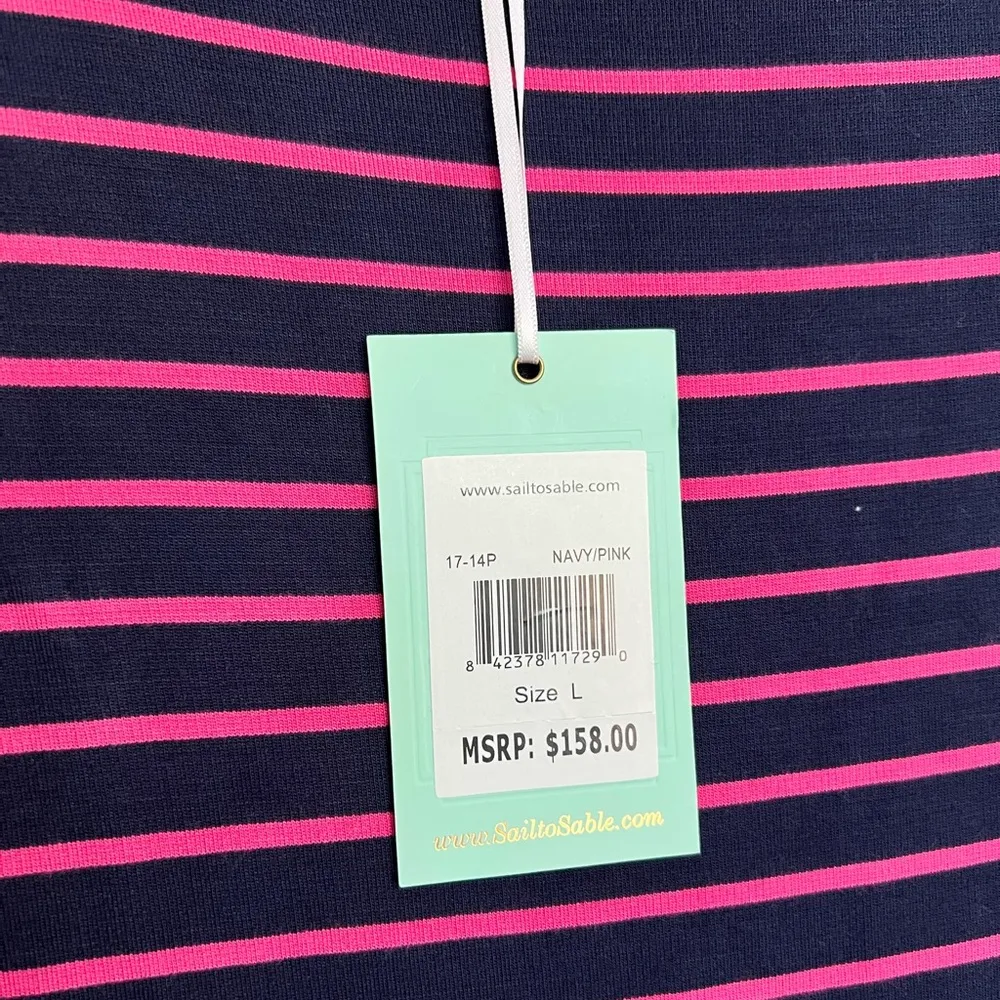 www.sailtosable.com
17-14P NAVY/PINK
8 42378 11729 0
Size L
MSRP: $158.00
www.SailtoSable.com